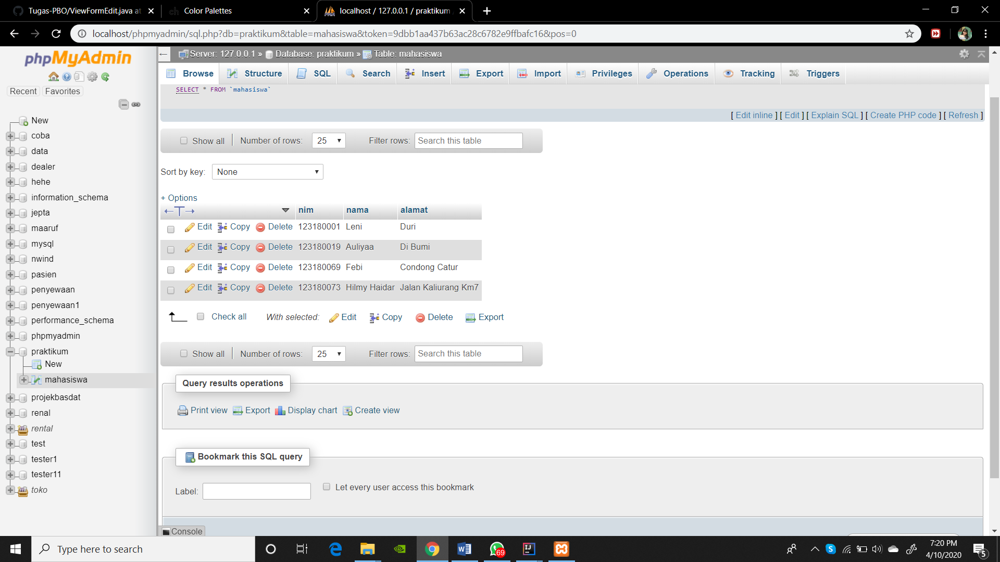 Tugas-PBO/ViewFormEdit.java at
Color Palettes
localhost / 127.0.0.1 / praktikum
localhost/phpmyadmin/sql.php?db=praktikum&table=mahasiswa&token=9dbb1aa437b63ac28c6782e9ffbafc16&pos=0
phpMyAdmin
Recent Favorites
New
coba
data
dealer
hehe
information_schema
jepta
maaruf
mysql
nwind
pasien
penyewaan
penyewaan1
performance_schema
phpmyadmin
praktikum
New
mahasiswa
projekbasdat
renal
rental
test
tester1
tester11
toko
Server: 127.0.0.1 » Database: praktikum » Table: mahasiswa
Browse Structure SQL Search Insert Export Import Privileges Operations Tracking Triggers
SELECT * FROM `mahasiswa`
[ Edit inline ] [ Edit ] [ Explain SQL ] [ Create PHP code ] [ Refresh ]
Show all Number of rows: 25 Filter rows: Search this table
Sort by key: None
+ Options
nim nama alamat
Edit Copy Delete 123180001 Leni Duri
Edit Copy Delete 123180019 Auliyaa Di Bumi
Edit Copy Delete 123180069 Febi Condong Catur
Edit Copy Delete 123180073 Hilmy Haidar Jalan Kaliurang Km7
Check all With selected: Edit Copy Delete Export
Show all Number of rows: 25 Filter rows: Search this table
Query results operations
Print view Export Display chart Create view
Bookmark this SQL query
Label: Let every user access this bookmark
Console
Type here to search
69
7:20 PM
4/10/2020
5